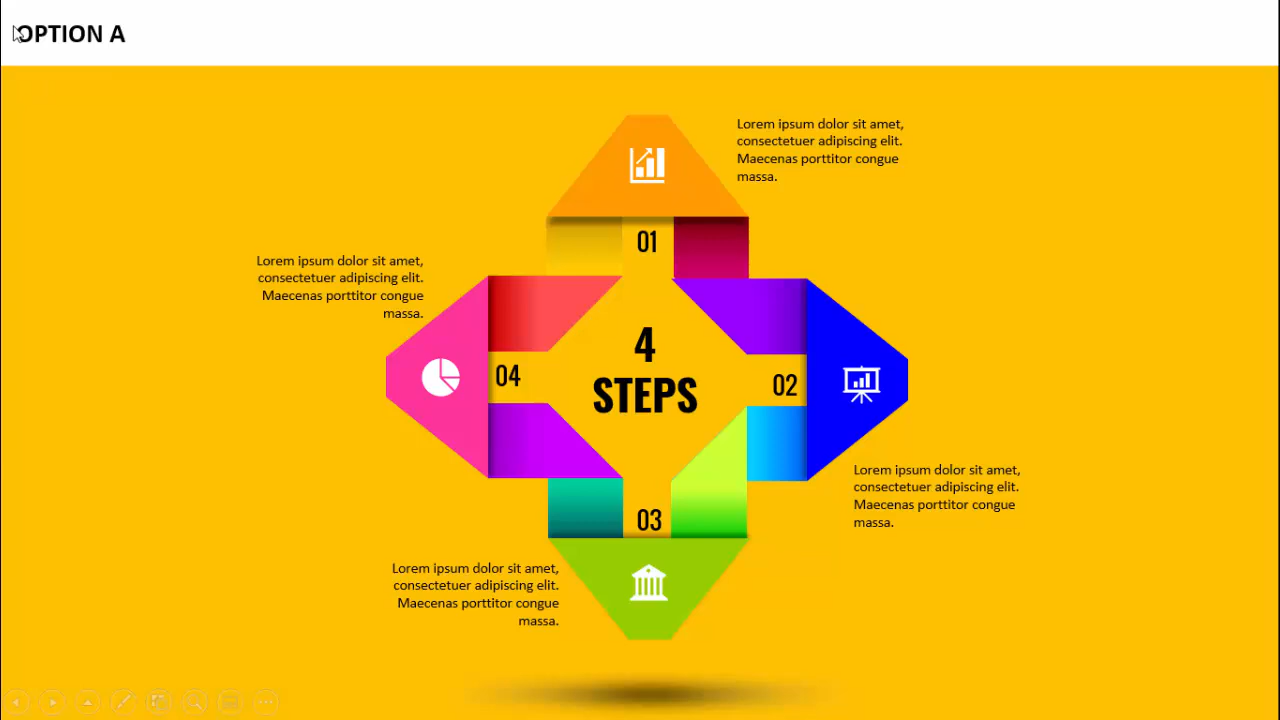 OPTION A
Lorem ipsum dolor sit amet,
consectetuer adipiscing elit.
Maecenas porttitor congue
massa.
01
Lorem ipsum dolor sit amet,
consectetuer adipiscing elit.
Maecenas porttitor congue
massa.
4
STEPS
04
02
Lorem ipsum dolor sit amet,
consectetuer adipiscing elit.
Maecenas porttitor congue
massa.
03
Lorem ipsum dolor sit amet,
consectetuer adipiscing elit.
Maecenas porttitor congue
massa.